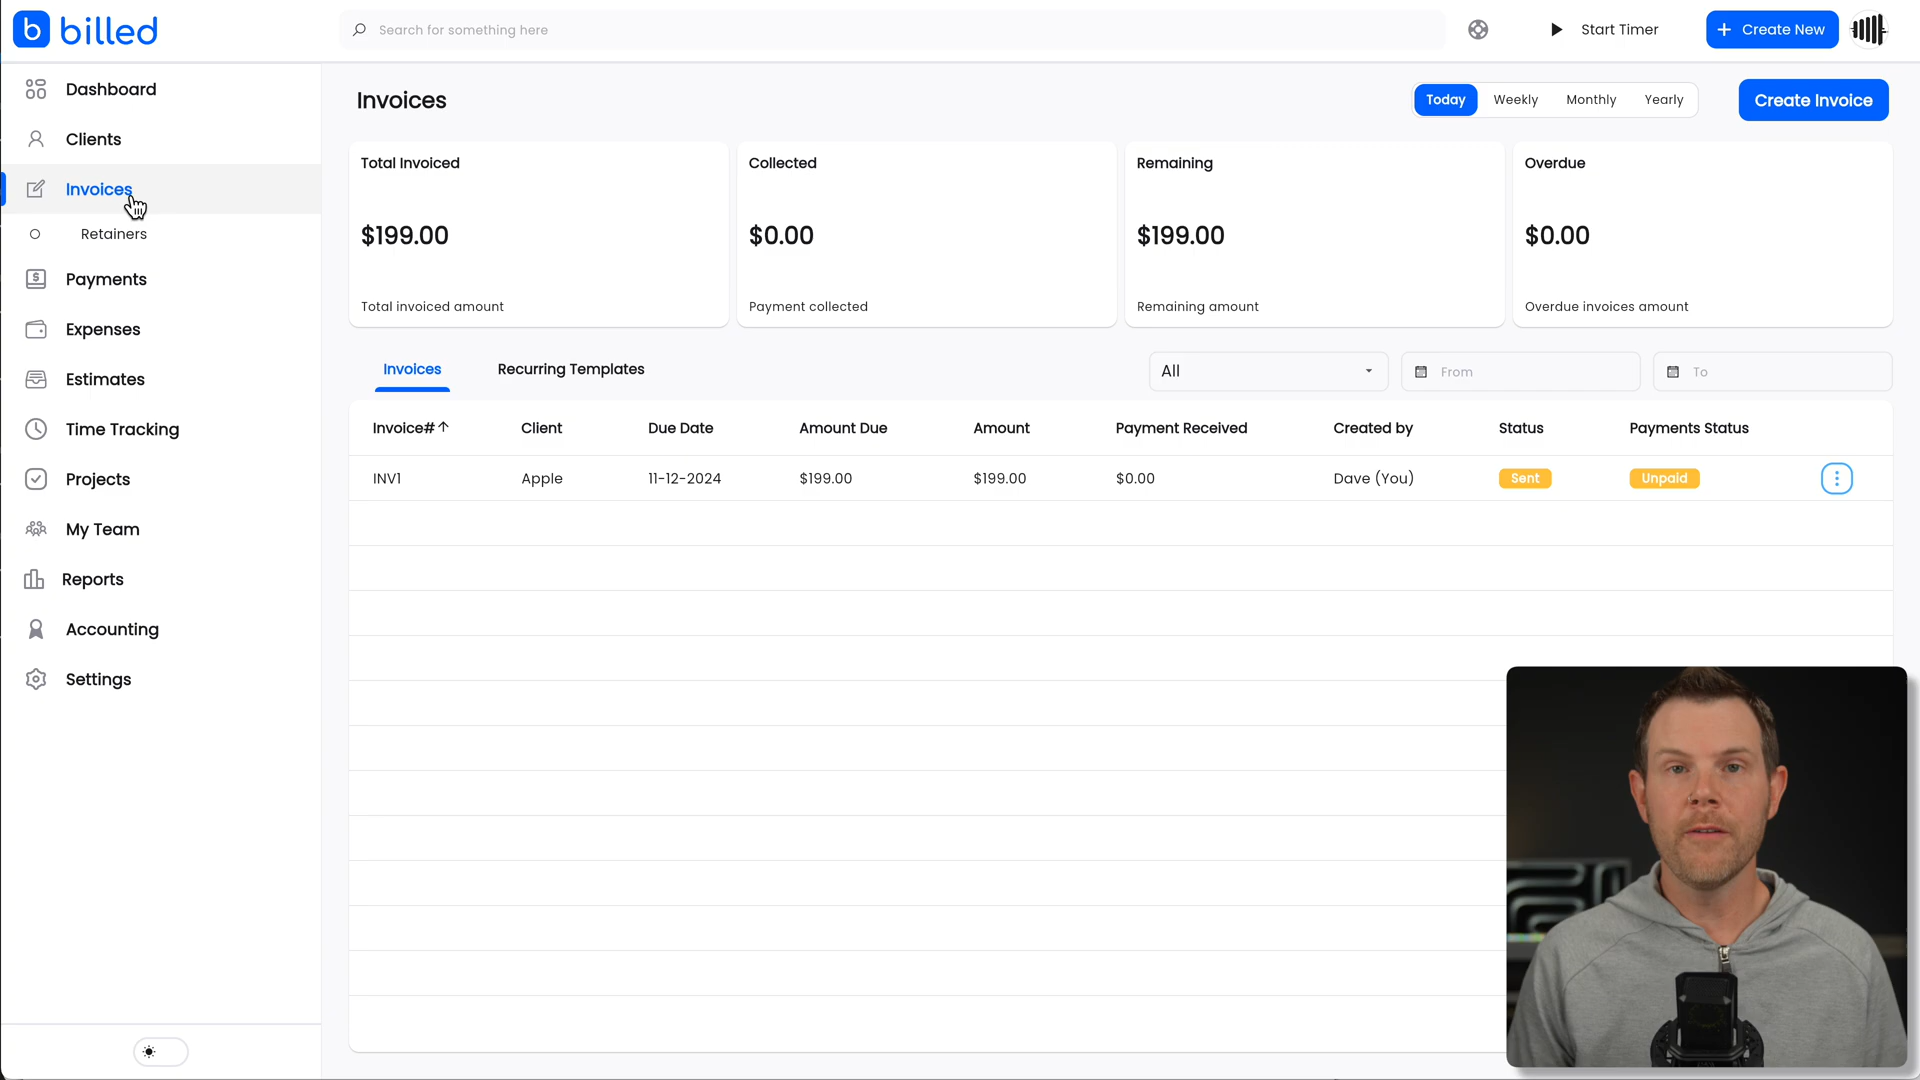 b billed
Search for something here
Start Timer
+ Create New
Dashboard
Clients
Invoices
Retainers
Payments
Expenses
Estimates
Time Tracking
Projects
My Team
Reports
Accounting
Settings
Invoices
Today Weekly Monthly Yearly
Create Invoice
Total Invoiced
$199.00
Total invoiced amount
Collected
$0.00
Payment collected
Remaining
$199.00
Remaining amount
Overdue
$0.00
Overdue invoices amount
Invoices Recurring Templates
All
From
To
Invoice# Client Due Date Amount Due Amount Payment Received Created by Status Payments Status
INV1 Apple 11-12-2024 $199.00 $199.00 $0.00 Dave (You) Sent Unpaid